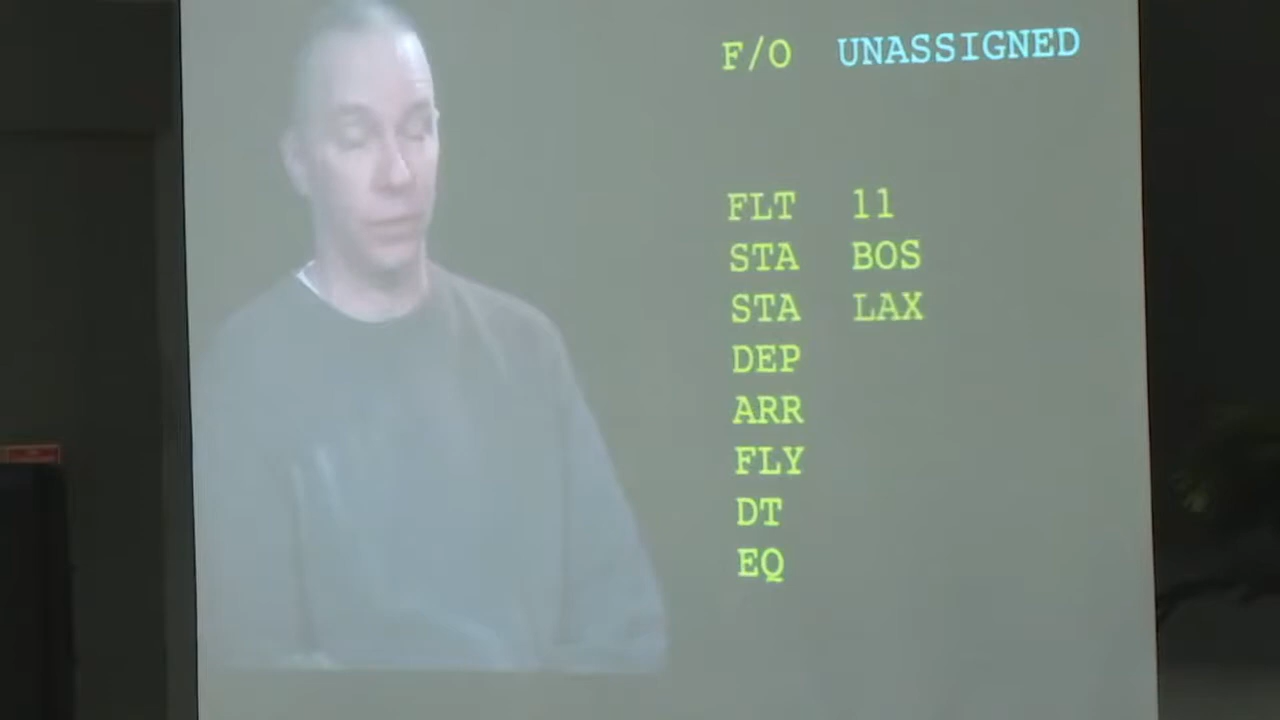 F/O UNASSIGNED
FLT 11
STA BOS
STA LAX
DEP
ARR
FLY
DT
EQ